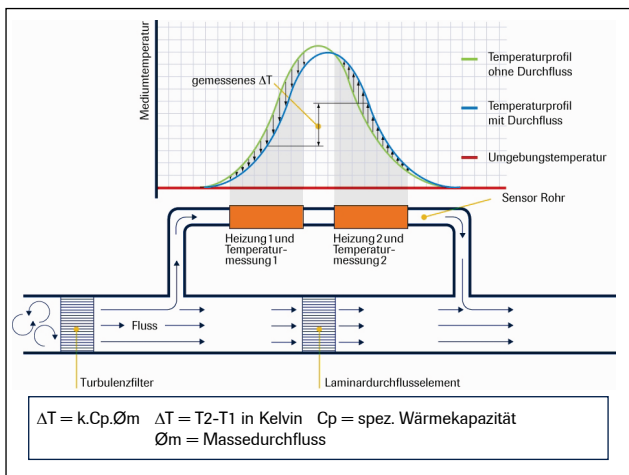 Mediumtemperatur
gemessenes ΔT
Temperaturprofil
ohne Durchfluss
Temperaturprofil
mit Durchfluss
Umgebungstemperatur
Sensor Rohr
Heizung 1 und
Temperatur-
messung 1
Heizung 2 und
Temperatur-
messung 2
Fluss
Turbulenzfilter
Laminardurchflusselement
ΔT = k.Cp.Øm ΔT = T2-T1 in Kelvin Cp = spez. Wärmekapazität
Øm = Massedurchfluss